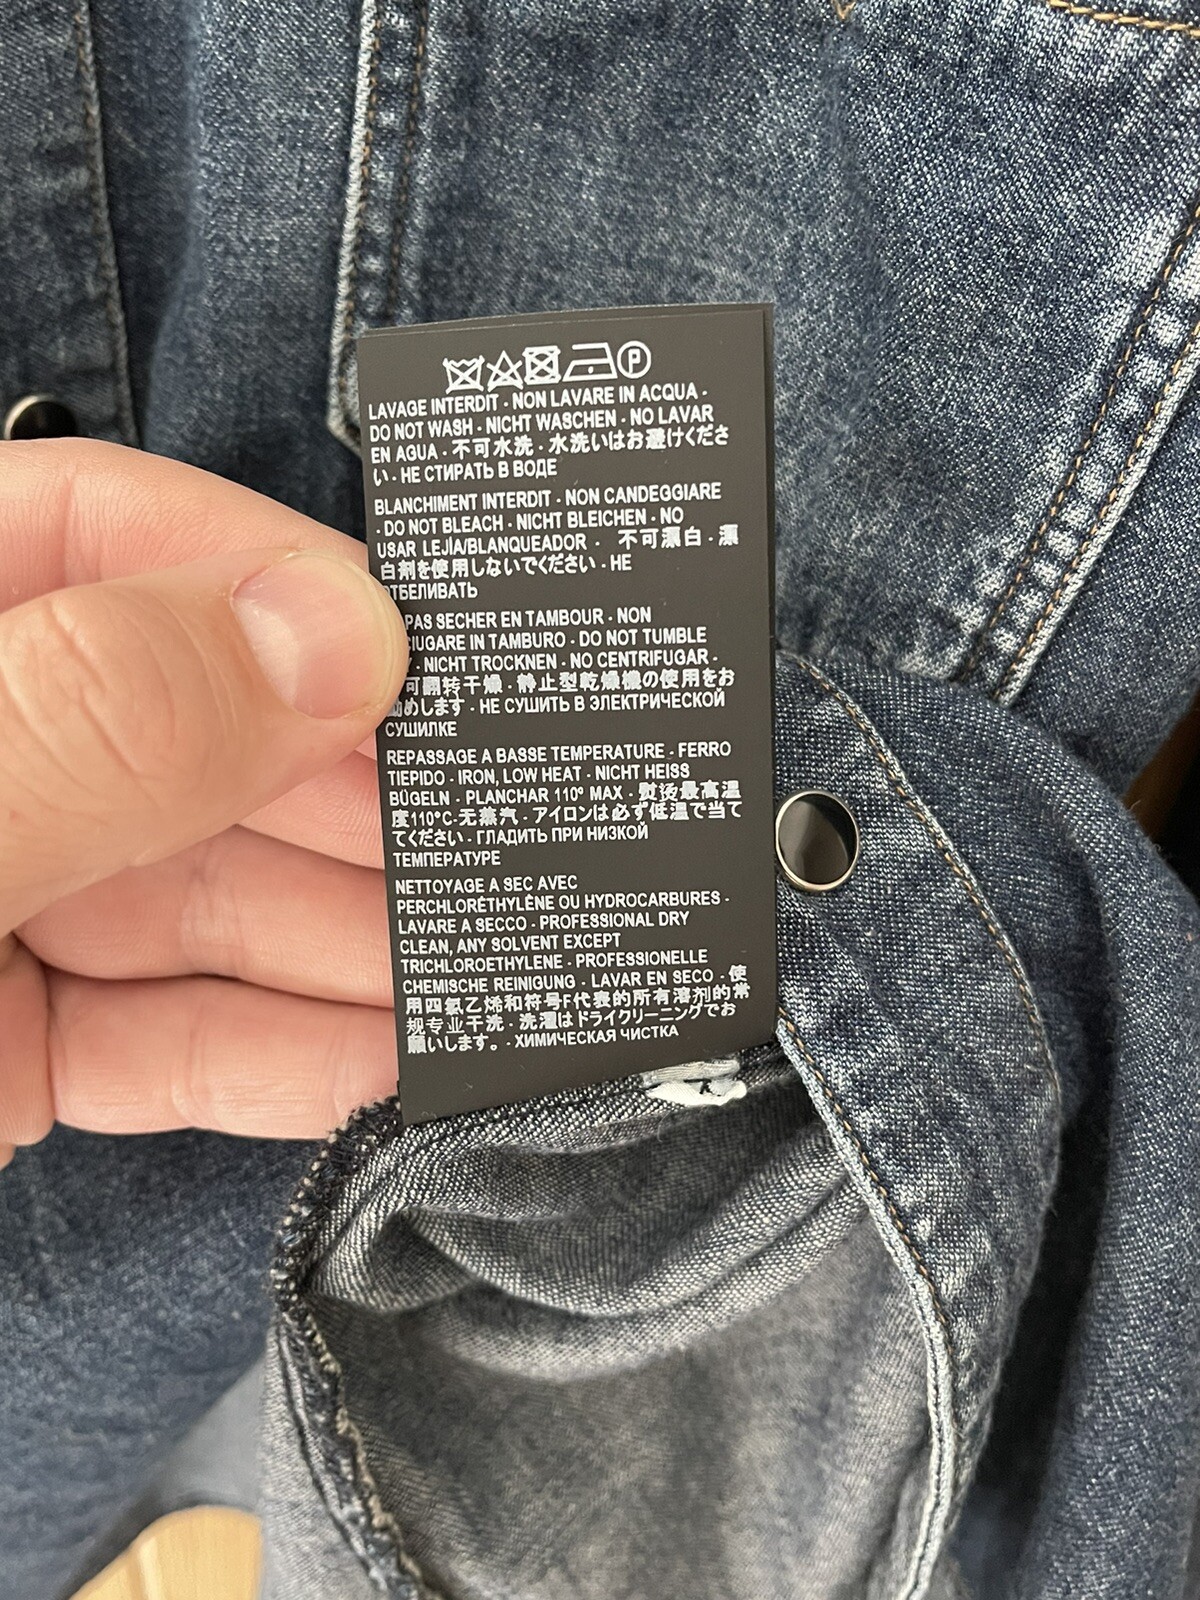 P
LAVAGE INTERDIT - NON LAVARE IN ACQUA -
DO NOT WASH - NICHT WASCHEN - NO LAVAR
EN AGUA - 不可水洗 - 水洗いはお避けくださ
い - НЕ СТИРАТЬ В ВОДЕ
BLANCHIMENT INTERDIT - NON CANDEGGIARE
- DO NOT BLEACH - NICHT BLEICHEN - NO
USAR LEJÍA/BLANQUEADOR - 不可漂白 - 漂
白剤を使用しないでください - НЕ
ОТБЕЛИВАТЬ
PAS SECHER EN TAMBOUR - NON
IN TAMBURO - DO NOT TUMBLE
- NICHT TROCKNEN - NO CENTRIFUGAR -
可翻转干燥 - 静止型乾燥機の使用をお
勧めします - НЕ СУШИТЬ В ЭЛЕКТРИЧЕСКОЙ
СУШИЛКЕ
REPASSAGE A BASSE TEMPERATURE - FERRO
TIEPIDO - IRON, LOW HEAT - NICHT HEISS
BÜGELN - PLANCHAR 110º MAX - 熨烫最高温
度110°C-无蒸汽 - アイロンは必ず低温で当て
てください - ГЛАДИТЬ ПРИ НИЗКОЙ
ТЕМПЕРАТУРЕ
NETTOYAGE A SEC AVEC
PERCHLORÉTHYLÈNE OU HYDROCARBURES -
LAVARE A SECCO - PROFESSIONAL DRY
CLEAN, ANY SOLVENT EXCEPT
TRICHLOROETHYLENE - PROFESSIONELLE
CHEMISCHE REINIGUNG - LAVAR EN SECO - 使
用四氯乙烯和符号F代表的所有溶剂的常
规专业干洗 - 洗濯はドライクリーニングでお
願いします。 - ХИМИЧЕСКАЯ ЧИСТКА